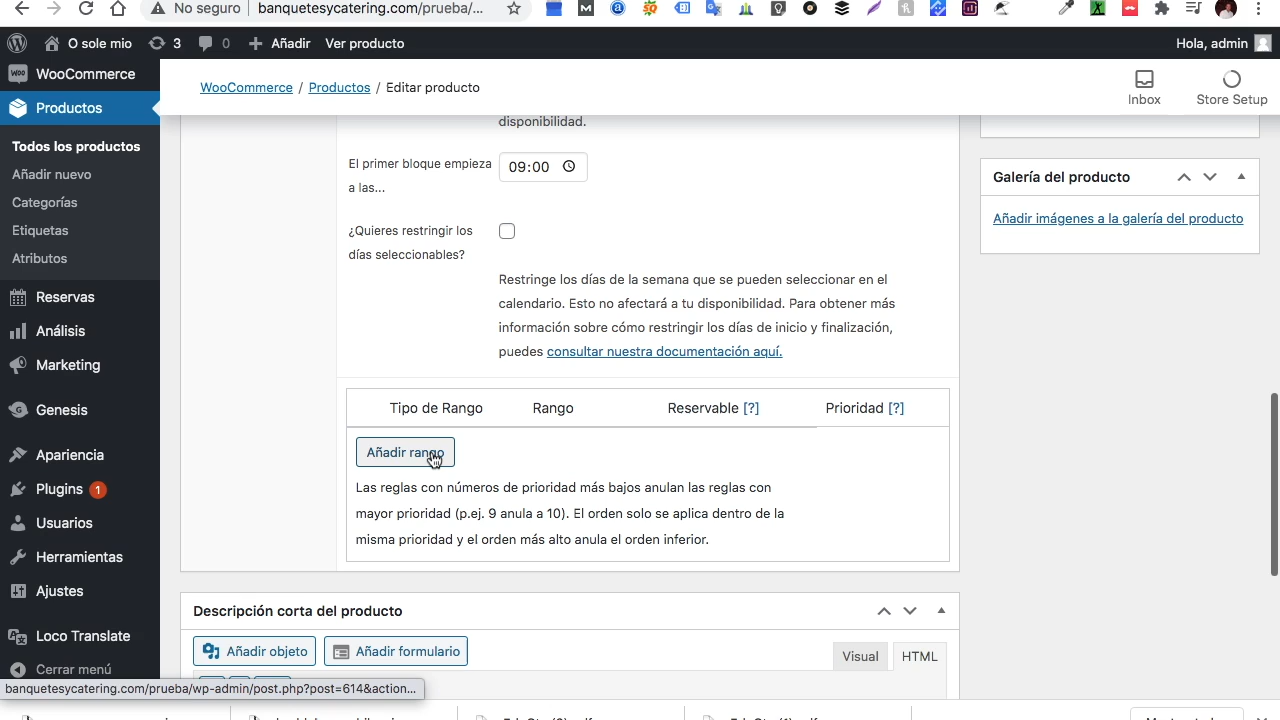 No seguro banquetesycatering.com/prueba/...
O sole mio 3 0 Añadir Ver producto Hola, admin
WooCommerce
WooCommerce / Productos / Editar producto
Inbox
Store Setup
Productos
Todos los productos
Añadir nuevo
Categorías
Etiquetas
Atributos
Reservas
Análisis
Marketing
Genesis
Apariencia
Plugins 1
Usuarios
Herramientas
Ajustes
Loco Translate
Cerrar menú
disponibilidad.
El primer bloque empieza
a las...
09:00
¿Quieres restringir los
días seleccionables?
Restringe los días de la semana que se pueden seleccionar en el
calendario. Esto no afectará a tu disponibilidad. Para obtener más
información sobre cómo restringir los días de inicio y finalización,
puedes consultar nuestra documentación aquí.
Tipo de Rango Rango Reservable [?] Prioridad [?]
Añadir rango
Las reglas con números de prioridad más bajos anulan las reglas con
mayor prioridad (p.ej. 9 anula a 10). El orden solo se aplica dentro de la
misma prioridad y el orden más alto anula el orden inferior.
Galería del producto
Añadir imágenes a la galería del producto
Descripción corta del producto
Añadir objeto Añadir formulario
Visual HTML
banquetesycatering.com/prueba/wp-admin/post.php?post=614&action...